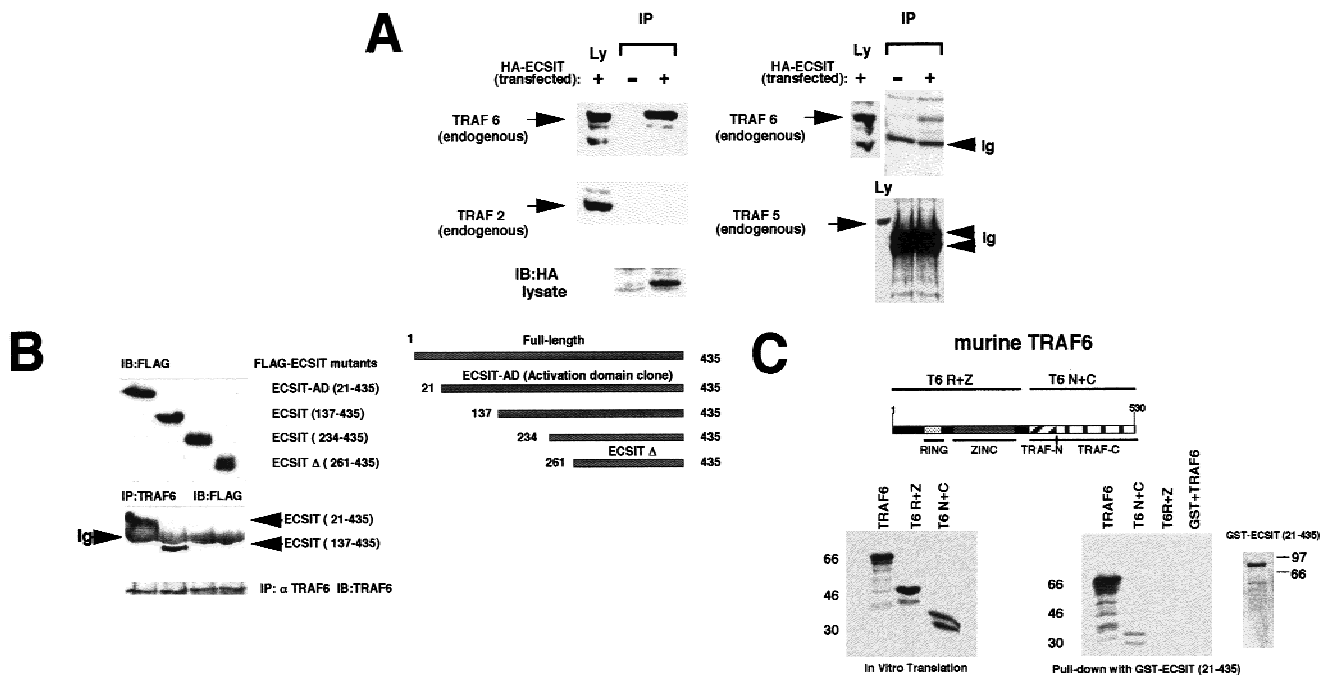 A
IP
Ly
HA-ECSIT
(transfected):
+ - +
TRAF 6
(endogenous)
TRAF 2
(endogenous)
IB:HA
lysate
IP
Ly
HA-ECSIT
(transfected):
+ - +
TRAF 6
(endogenous)
Ig
Ly
TRAF 5
(endogenous)
Ig
B
IB:FLAG
FLAG-ECSIT mutants
ECSIT-AD (21-435)
ECSIT (137-435)
ECSIT ( 234-435)
ECSIT Δ ( 261-435)
IP:TRAF6 IB:FLAG
Ig
ECSIT ( 21-435)
ECSIT ( 137-435)
IP: α TRAF6 IB:TRAF6
1
Full-length
435
ECSIT-AD (Activation domain clone)
21
435
137
435
234
435
ECSIT Δ
261
435
C
murine TRAF6
T6 R+Z
T6 N+C
1
530
RING
ZINC
TRAF-N
TRAF-C
TRAF6
T6 R+Z
T6 N+C
66
46
30
In Vitro Translation
TRAF6
T6 N+C
T6R+Z
GST+TRAF6
66
46
30
Pull-down with GST-ECSIT (21-435)
GST-ECSIT (21-435)
97
66